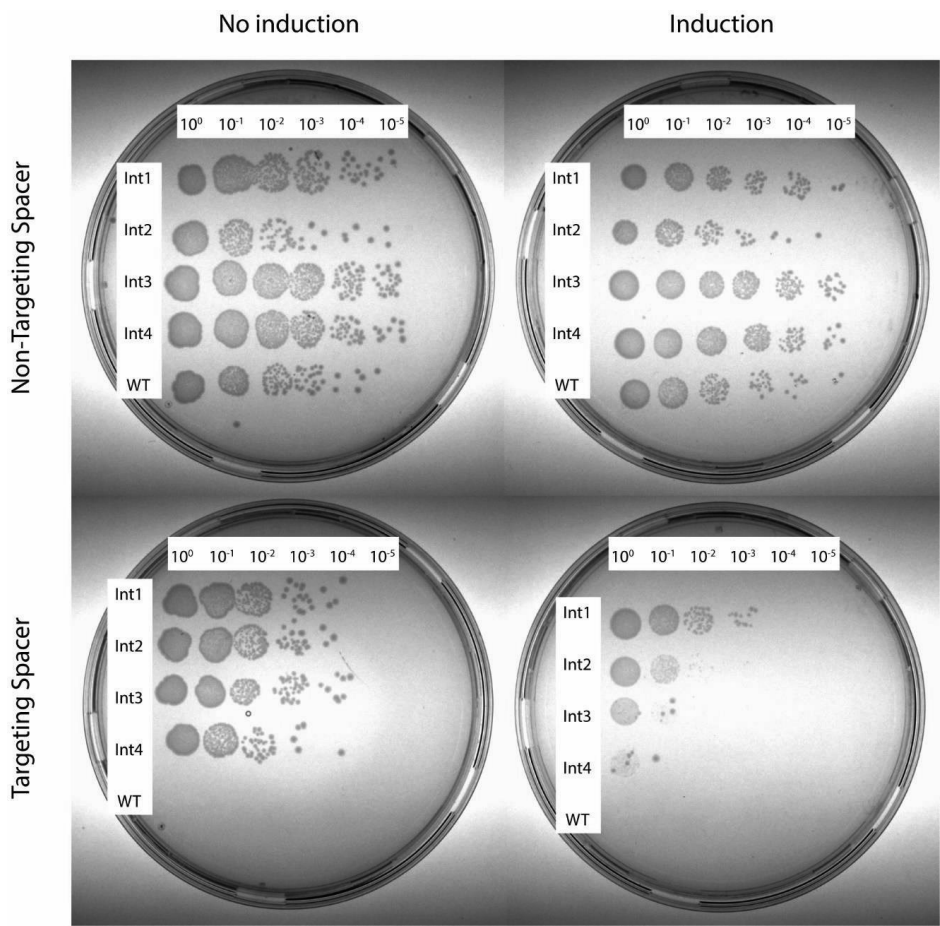 No induction Induction
Non-Targeting Spacer
10⁰ 10⁻¹ 10⁻² 10⁻³ 10⁻⁴ 10⁻⁵
Int1
Int2
Int3
Int4
WT
10⁰ 10⁻¹ 10⁻² 10⁻³ 10⁻⁴ 10⁻⁵
Int1
Int2
Int3
Int4
WT
Targeting Spacer
10⁰ 10⁻¹ 10⁻² 10⁻³ 10⁻⁴ 10⁻⁵
Int1
Int2
Int3
Int4
WT
10⁰ 10⁻¹ 10⁻² 10⁻³ 10⁻⁴ 10⁻⁵
Int1
Int2
Int3
Int4
WT